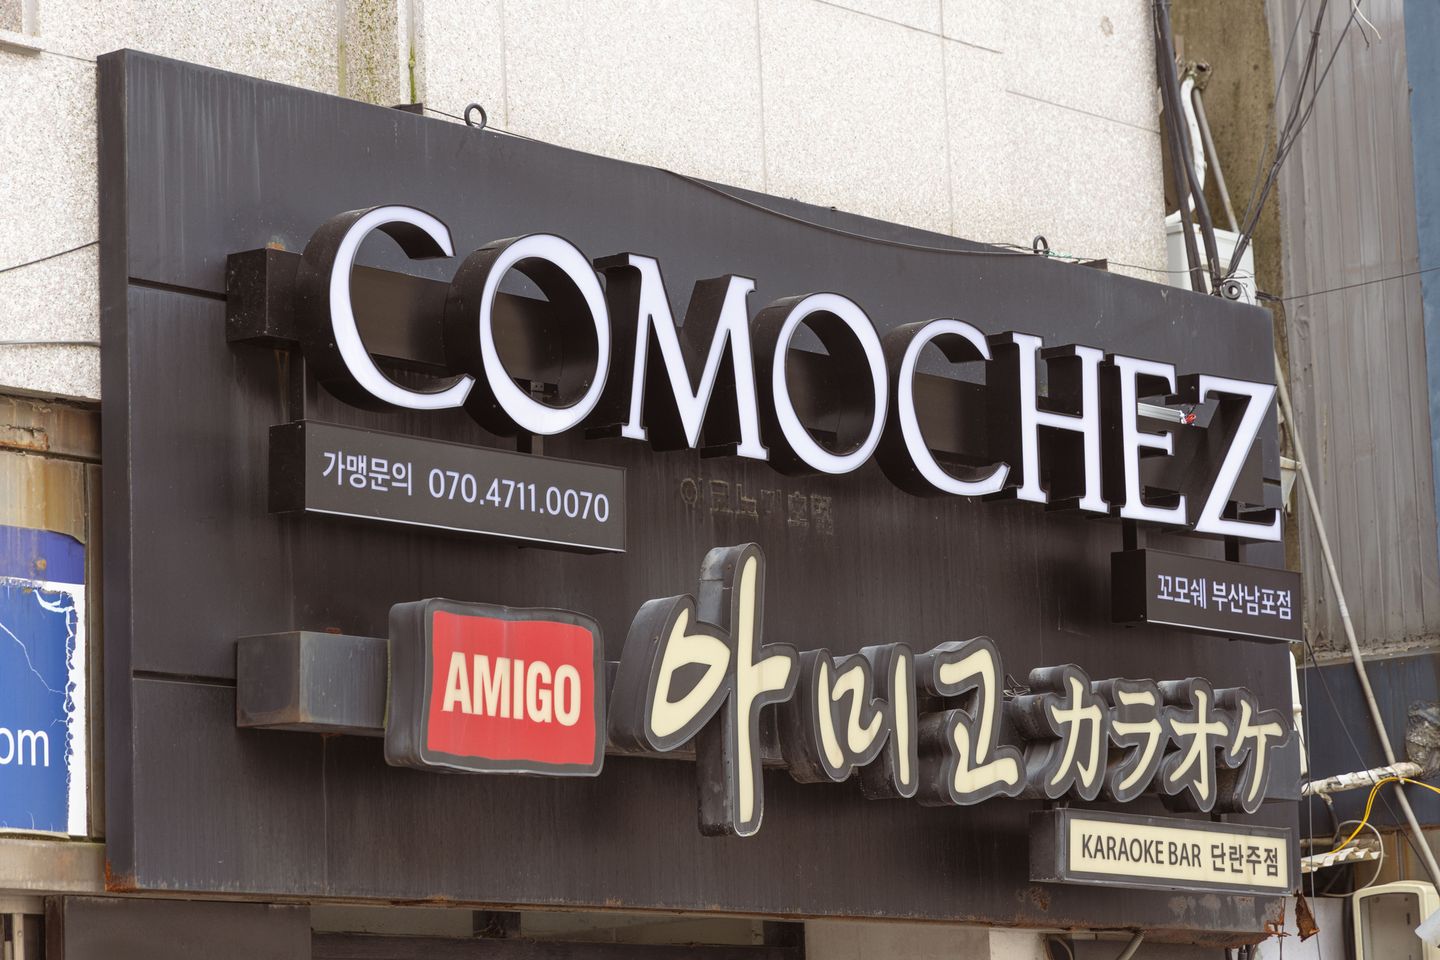 COMOCHEZ
가맹문의 070.4711.0070
꼬모쉐 부산남포점
AMIGO 아미고 カラオケ
KARAOKE BAR 단란주점
om